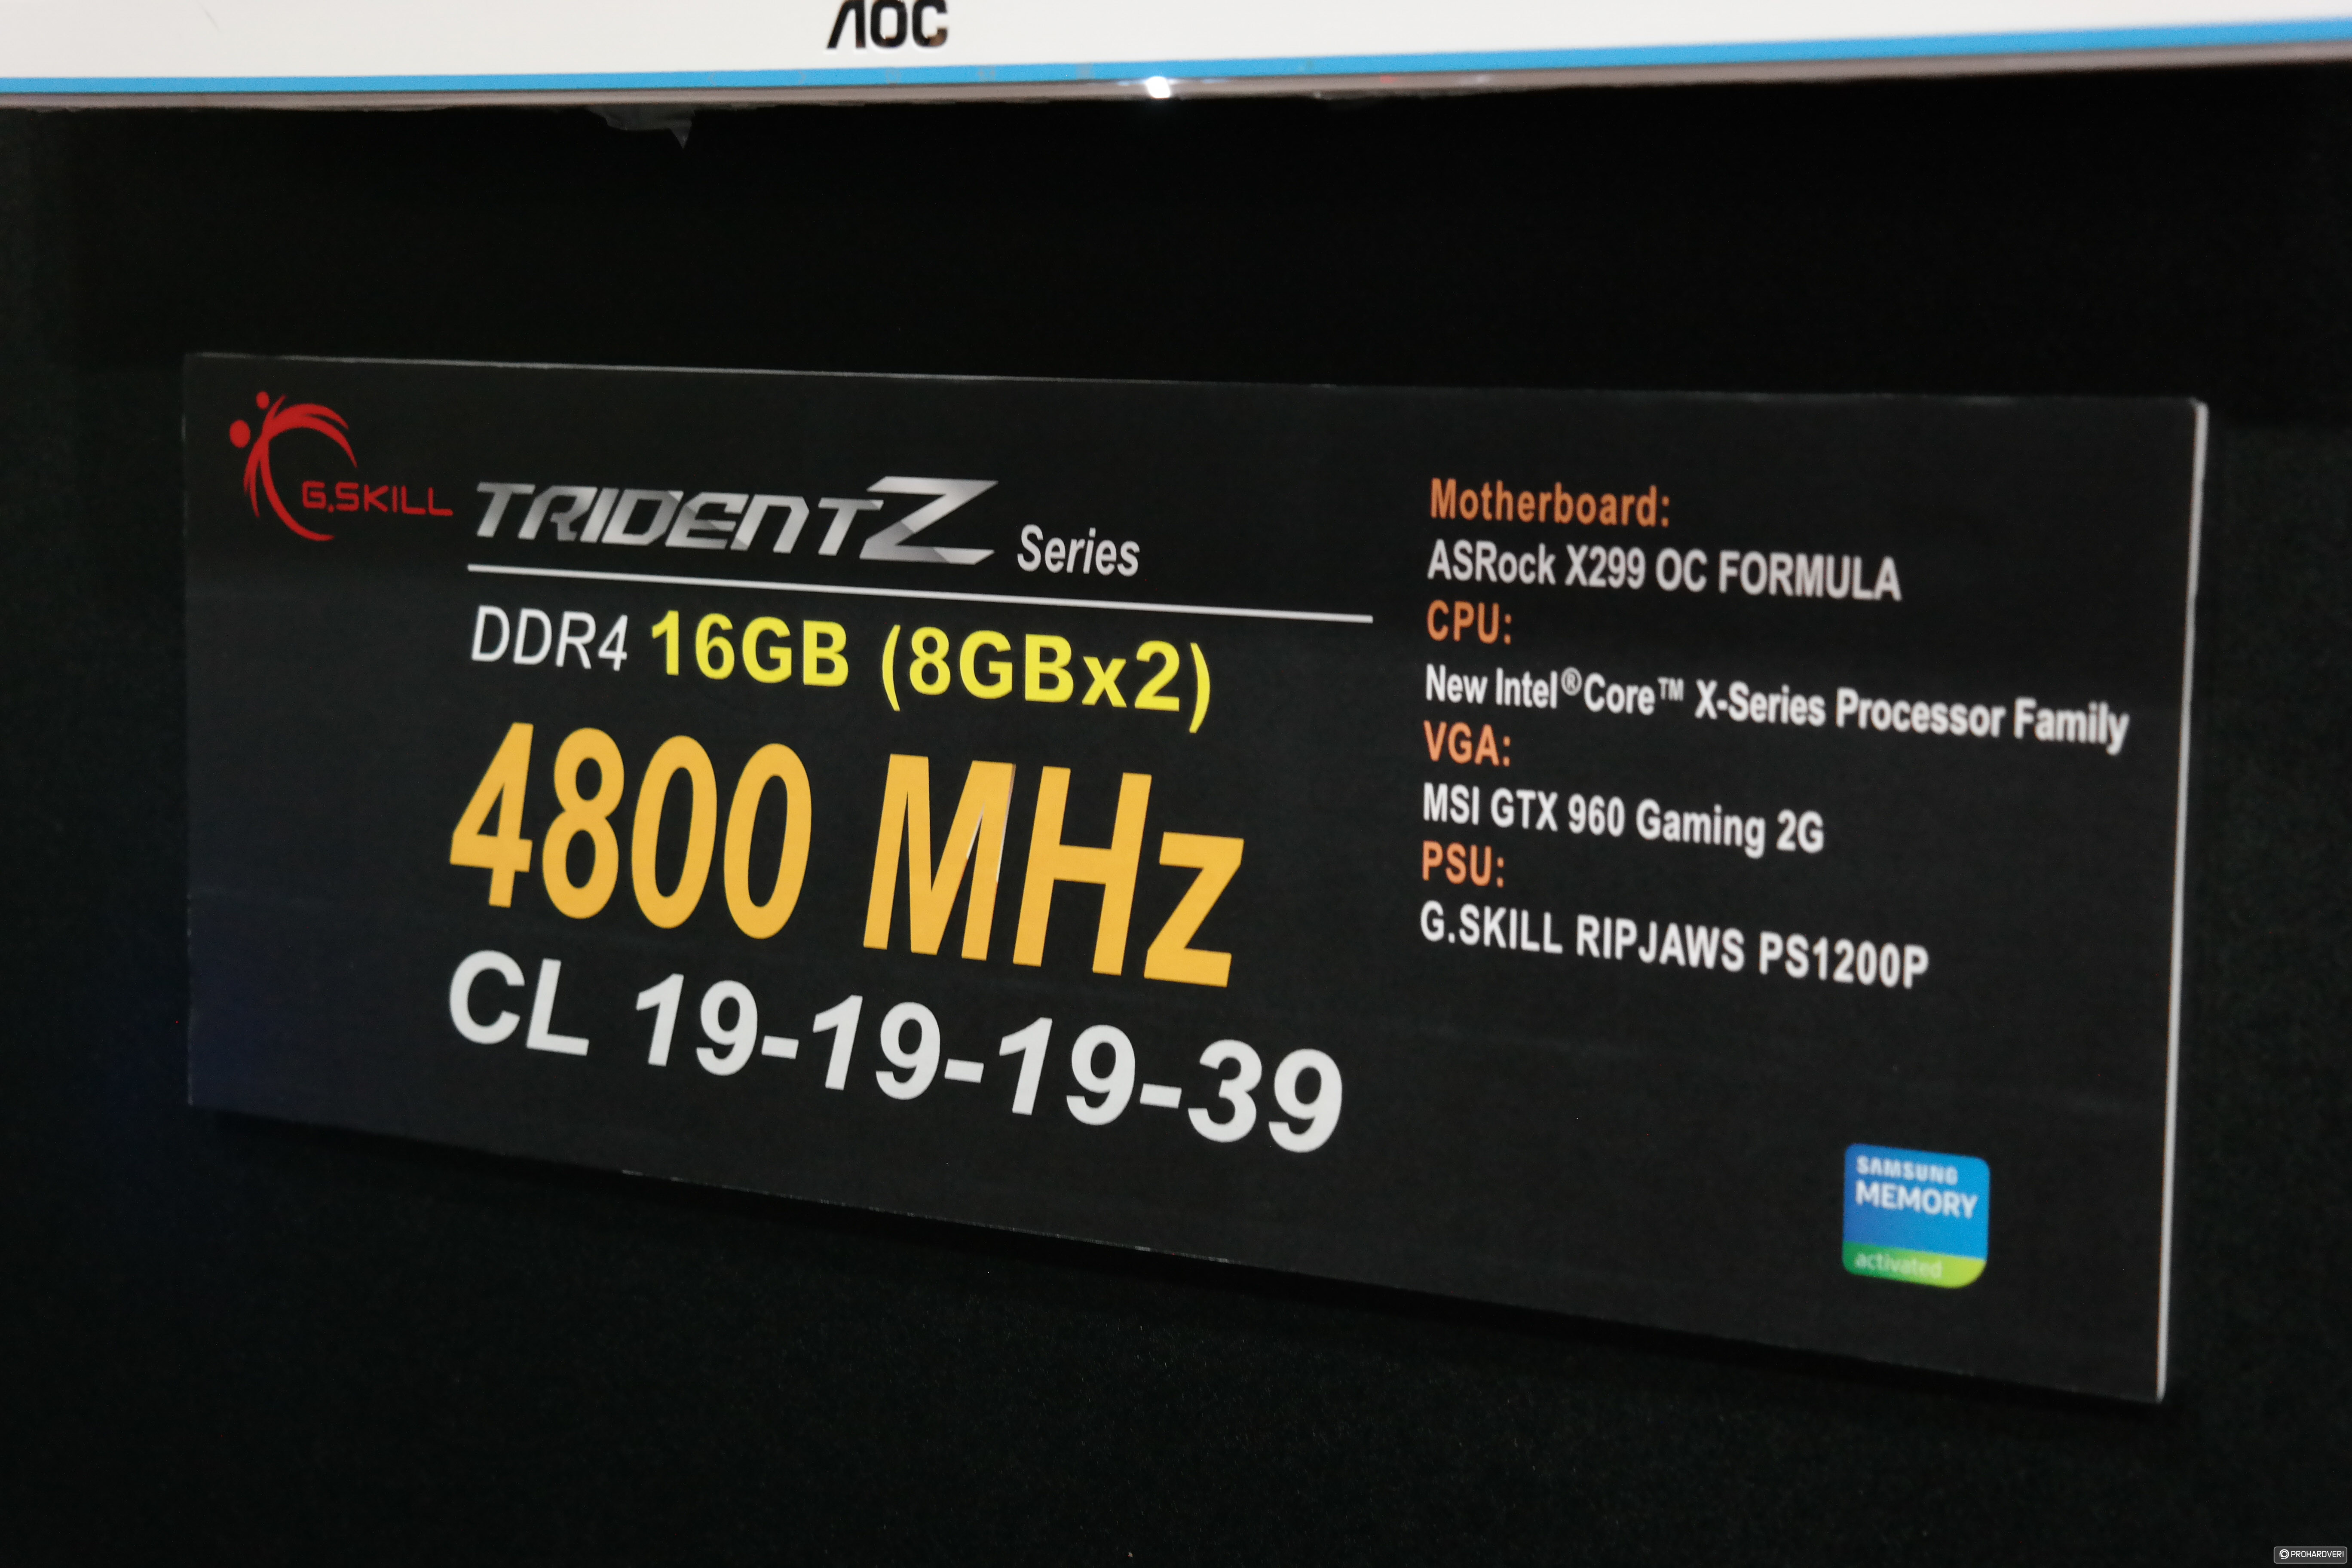 AOC
G.SKILL
TRIDENTZ Series
DDR4 16GB (8GBx2)
4800 MHz
CL 19-19-19-39
Motherboard:
ASRock X299 OC FORMULA
CPU:
New Intel®Core™ X-Series Processor Family
VGA:
MSI GTX 960 Gaming 2G
PSU:
G.SKILL RIPJAWS PS1200P
SAMSUNG
MEMORY
activated
PROHARDVER!